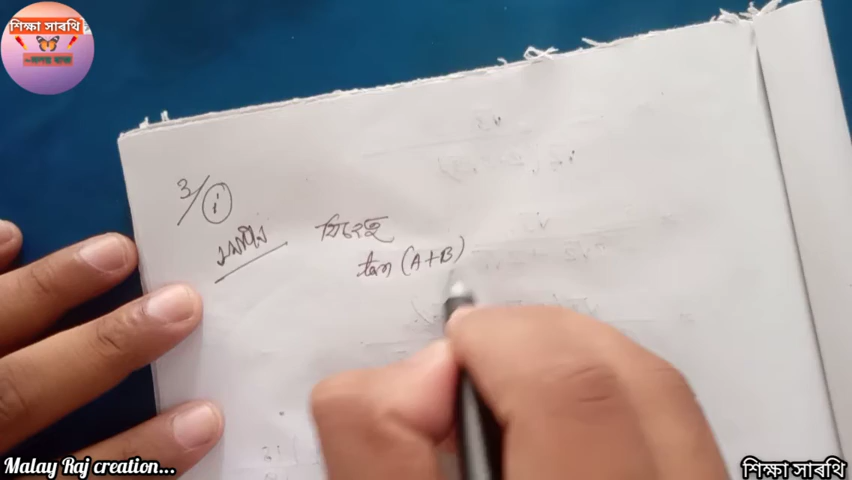 শিক্ষা সাৰথি
3/ i
সমাধান যিহেতু
tan (A+B)
Malay Raj creation...
শিক্ষা সাৰথি